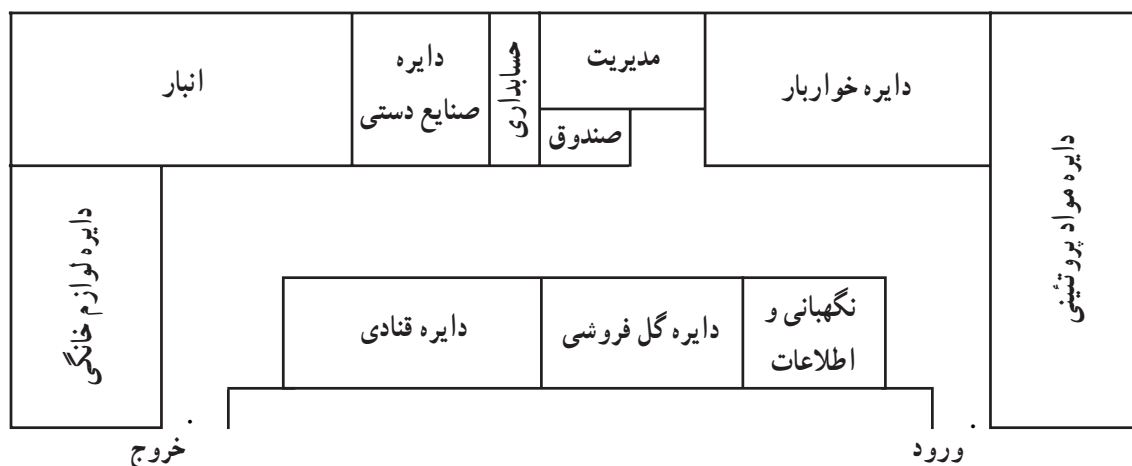 دایره مواد پروتئینی
دایره خواربار
مدیریت
صندوق
حسابداری
دایره
صنایع دستی
انبار
دایره لوازم خانگی
نگهبانی و
اطلاعات
دایره گل فروشی
دایره قنادی
ورود
خروج